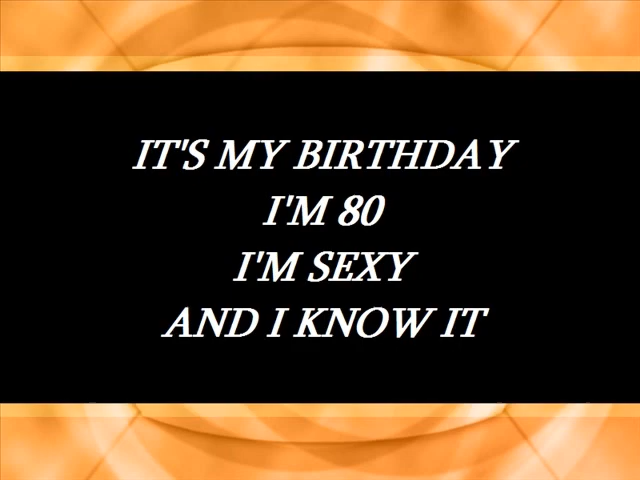 IT'S MY BIRTHDAY
I'M 80
I'M SEXY
AND I KNOW IT